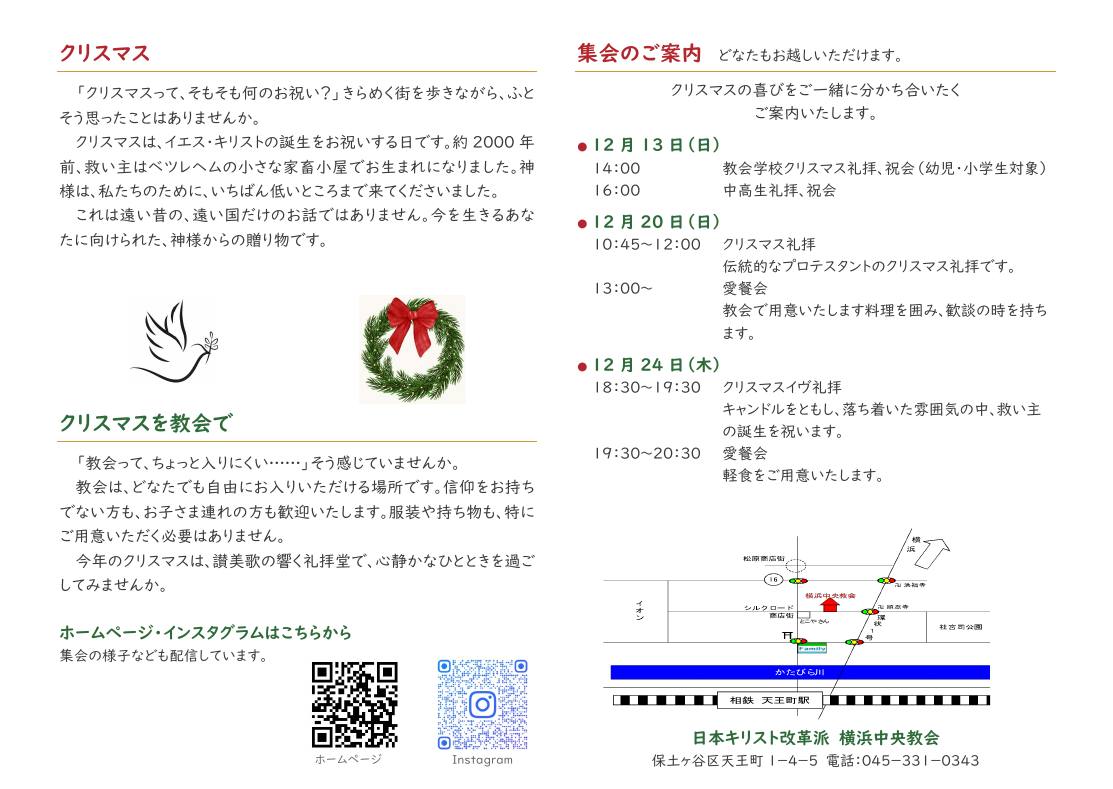 クリスマス
「クリスマスって、そもそも何のお祝い?」きらめく街を歩きながら、ふと
そう思ったことはありませんか。
クリスマスは、イエス・キリストの誕生をお祝いする日です。約 2000 年
前、救い主はベツレヘムの小さな家畜小屋でお生まれになりました。神
様は、私たちのために、いちばん低いところまで来てくださいました。
これは遠い昔の、遠い国だけのお話ではありません。今を生きるあな
たに向けられた、神様からの贈り物です。
クリスマスを教会で
「教会って、ちょっと入りにくい……」そう感じていませんか。
教会は、どなたでも自由にお入りいただける場所です。信仰をお持ち
でない方も、お子さま連れの方も歓迎いたします。服装や持ち物も、特に
ご用意いただく必要はありません。
今年のクリスマスは、讃美歌の響く礼拝堂で、心静かなひとときを過ご
してみませんか。
ホームページ・インスタグラムはこちらから
集会の様子なども配信しています。
ホームページ
Instagram
集会のご案内 どなたもお越しいただけます。
クリスマスの喜びをご一緒に分かち合いたく
ご案内いたします。
●12 月 13 日(日)
14:00 教会学校クリスマス礼拝、祝会(幼児・小学生対象)
16:00 中高生礼拝、祝会
●12 月 20 日(日)
10:45~12:00 クリスマス礼拝
伝統的なプロテスタントのクリスマス礼拝です。
13:00~ 愛餐会
教会で用意いたします料理を囲み、歓談の時を持ち
ます。
●12 月 24 日(木)
18:30~19:30 クリスマスイヴ礼拝
キャンドルをともし、落ち着いた雰囲気の中、救い主
の誕生を祝います。
19:30~20:30 愛餐会
軽食をご用意いたします。
横浜
松原商店街
16
横浜中央教会
イオン
シルクロード
商店街
とこやさん
環状1号
社宮司公園
Family
かたびら川
相鉄 天王町駅
日本キリスト改革派 横浜中央教会
保土ヶ谷区天王町 1-4-5 電話:045-331-0343